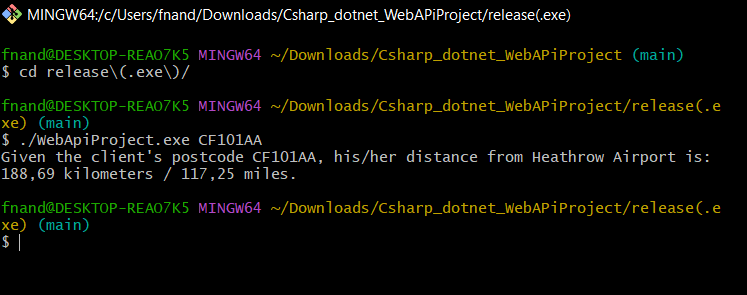 MINGW64:/c/Users/fnand/Downloads/Csharp_dotnet_WebAPiProject/release(.exe)
fnand@DESKTOP-REAO7K5 MINGW64 ~/Downloads/Csharp_dotnet_WebAPiProject (main)
$ cd release\(.exe\)/
fnand@DESKTOP-REAO7K5 MINGW64 ~/Downloads/Csharp_dotnet_WebAPiProject/release(.e
xe) (main)
$ ./WebApiProject.exe CF101AA
Given the client's postcode CF101AA, his/her distance from Heathrow Airport is:
188,69 kilometers / 117,25 miles.
fnand@DESKTOP-REAO7K5 MINGW64 ~/Downloads/Csharp_dotnet_WebAPiProject/release(.e
xe) (main)
$